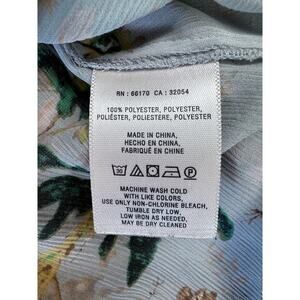 RN : 66170 CA : 32054
100% POLYESTER, POLYESTER,
POLIÉSTER, POLIESTERE, POLYESTER
MADE IN CHINA,
HECHO EN CHINA,
FABRIQUÉ EN CHINE
30
MACHINE WASH COLD
WITH LIKE COLORS,
USE ONLY NON-CHLORINE BLEACH,
TUMBLE DRY LOW,
LOW IRON AS NEEDED,
MAY BE DRY CLEANED